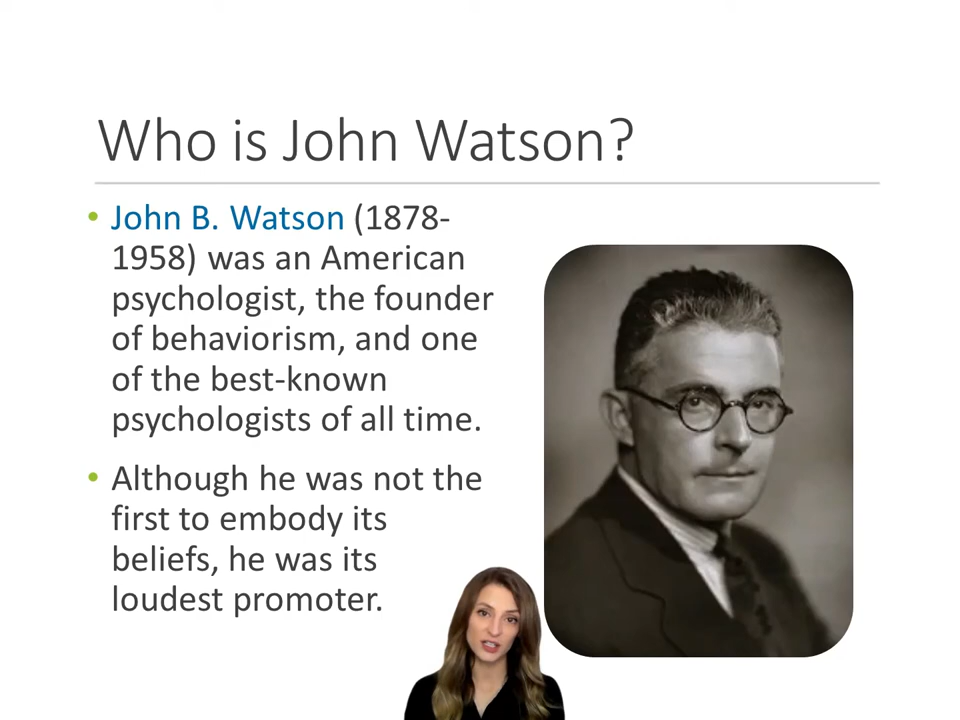 Who is John Watson?
• John B. Watson (1878-
1958) was an American
psychologist, the founder
of behaviorism, and one
of the best-known
psychologists of all time.
• Although he was not the
first to embody its
beliefs, he was its
loudest promoter.